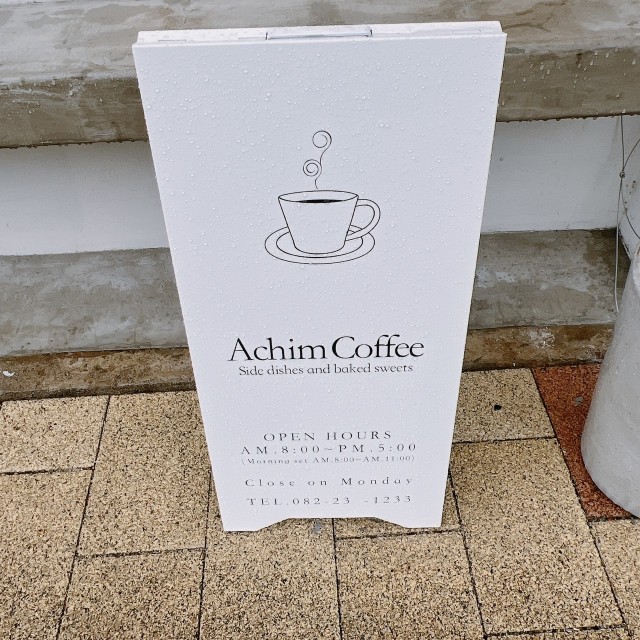 Achim Coffee
Side dishes and baked sweets
OPEN HOURS
AM.8:00~PM.5:00
(Morning set.AM.8:00~AM.11:00)
Close on Monday
TEL.082-23 -1233